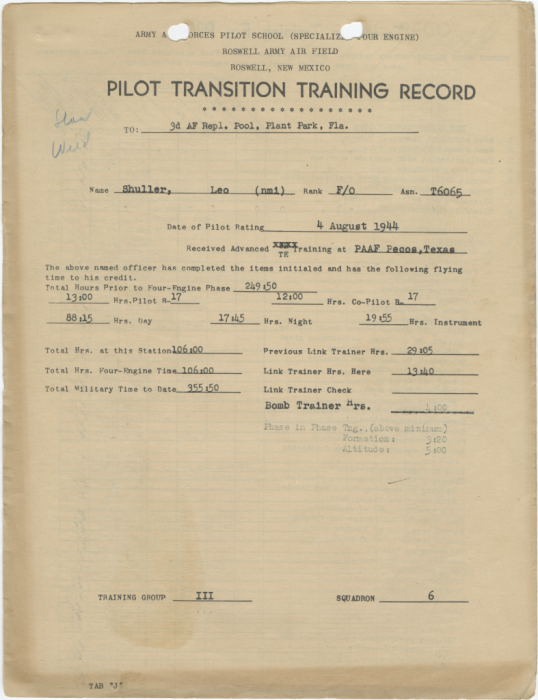 ARMY A FORCES PILOT SCHOOL (SPECIALIZ FOUR ENGINE)
ROSWELL ARMY AIR FIELD
ROSWELL, NEW MEXICO
PILOT TRANSITION TRAINING RECORD
* * * * * * * * * * * * * * * * * *
TO: 3d AF Repl. Pool, Plant Park, Fla.
Name Shuller, Leo (nmi) Rank F/O Asn. T6065
Date of Pilot Rating 4 August 1944
Received Advanced TE Training at PAAF Pecos, Texas
The above named officer has completed the items initialed and has the following flying
time to his credit.
Total Hours Prior to Four-Engine Phase 249:50
13:00 Hrs.Pilot B-17 12:00 Hrs. Co-Pilot B-17
88:15 Hrs. Day 17:45 Hrs. Night 19:55 Hrs. Instrument
Total Hrs. at this Station 106:00 Previous Link Trainer Hrs. 29:05
Total Hrs. Four-Engine Time 106:00 Link Trainer Hrs. Here 13:40
Total Military Time to Date 355:50 Link Trainer Check
Bomb Trainer Hrs. 4:00
Phase in Phase Tng..(above minimum)
Formation: 3:20
Altitude: 5:00
TRAINING GROUP III SQUADRON 6
TAB "J"